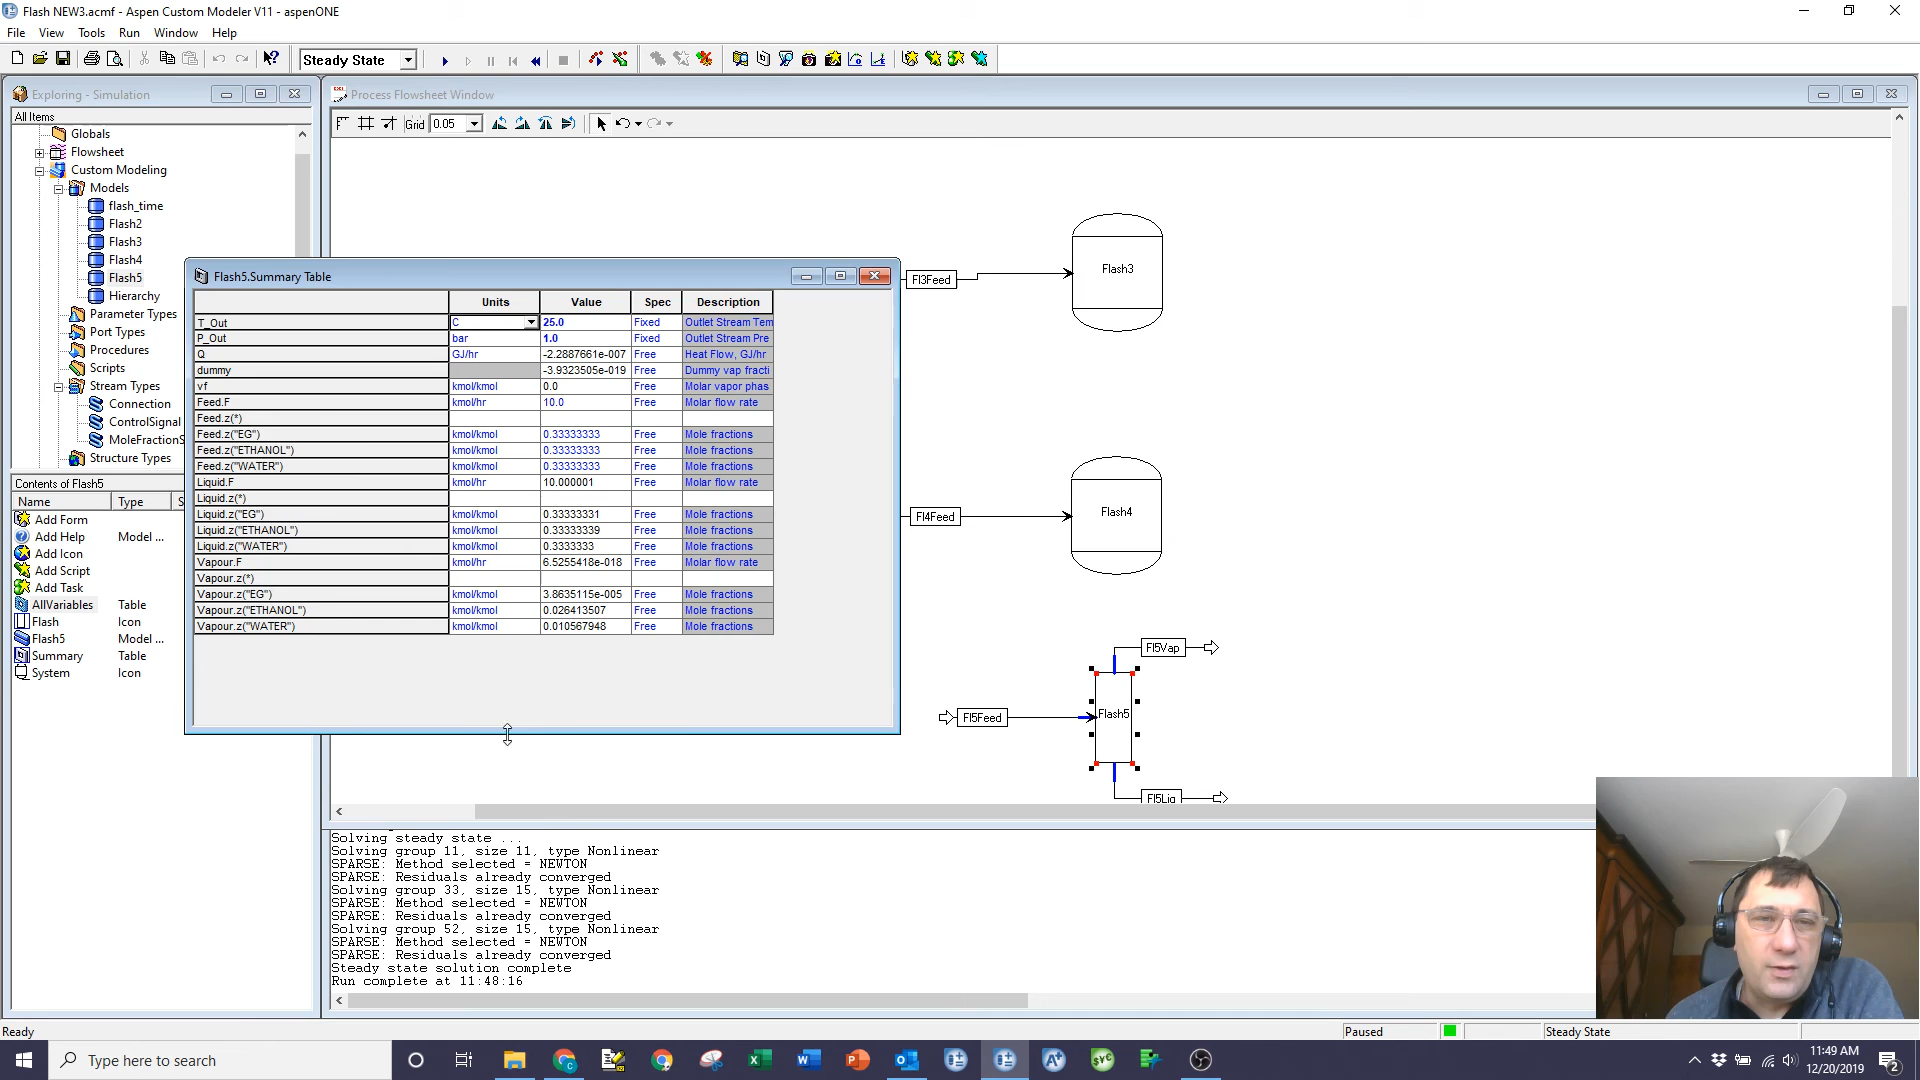 Flash NEW3.acmf - Aspen Custom Modeler V11 - aspenONE
File View Tools Run Window Help
Steady State
Exploring - Simulation
Process Flowsheet Window
All Items
Grid 0.05
Globals
Flowsheet
Custom Modeling
Models
flash_time
Flash2
Flash3
Flash4
Flash5
Hierarchy
Parameter Types
Port Types
Procedures
Scripts
Stream Types
Connection
ControlSignal
MoleFractionS
Structure Types
Contents of Flash5
Name Type S
Add Form
Add Help Model ...
Add Icon
Add Script
Add Task
AllVariables Table
Flash Icon
Flash5 Model ...
Summary Table
System Icon
Flash5.Summary Table
Units Value Spec Description
T_Out C 25.0 Fixed Outlet Stream Tem
P_Out bar 1.0 Fixed Outlet Stream Pre
Q GJ/hr -2.2887661e-007 Free Heat Flow, GJ/hr
dummy -3.9323505e-019 Free Dummy vap fracti
vf kmol/kmol 0.0 Free Molar vapor phas
Feed.F kmol/hr 10.0 Free Molar flow rate
Feed.z(*)
Feed.z("EG") kmol/kmol 0.33333333 Free Mole fractions
Feed.z("ETHANOL") kmol/kmol 0.33333333 Free Mole fractions
Feed.z("WATER") kmol/kmol 0.33333333 Free Mole fractions
Liquid.F kmol/hr 10.000001 Free Molar flow rate
Liquid.z(*)
Liquid.z("EG") kmol/kmol 0.33333331 Free Mole fractions
Liquid.z("ETHANOL") kmol/kmol 0.33333339 Free Mole fractions
Liquid.z("WATER") kmol/kmol 0.3333333 Free Mole fractions
Vapour.F kmol/hr 6.5255418e-018 Free Molar flow rate
Vapour.z(*)
Vapour.z("EG") kmol/kmol 3.8635115e-005 Free Mole fractions
Vapour.z("ETHANOL") kmol/kmol 0.026413507 Free Mole fractions
Vapour.z("WATER") kmol/kmol 0.010567948 Free Mole fractions
Fl3Feed
Flash3
Fl4Feed
Flash4
Fl5Vap
Fl5Feed
Flash5
Fl5Liq
Solving steady state ...
Solving group 11, size 11, type Nonlinear
SPARSE: Method selected = NEWTON
SPARSE: Residuals already converged
Solving group 33, size 15, type Nonlinear
SPARSE: Method selected = NEWTON
SPARSE: Residuals already converged
Solving group 52, size 15, type Nonlinear
SPARSE: Method selected = NEWTON
SPARSE: Residuals already converged
Steady state solution complete
Run complete at 11:48:16
Ready
Paused
Steady State
Type here to search
11:49 AM
12/20/2019
2